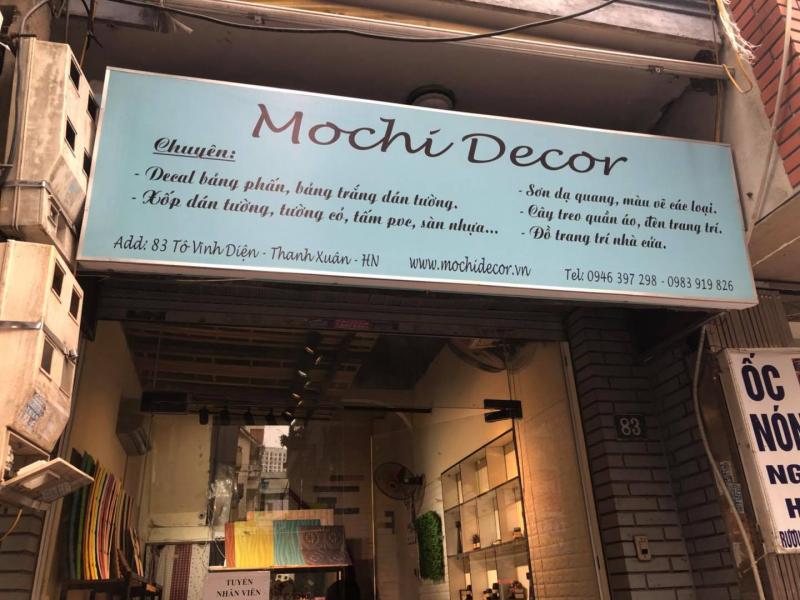 Mochi Decor
Chuyên:
- Decal bảng phấn, bảng trắng dán tường.
- Xốp dán tường, tường cỏ, tấm pvc, sàn nhựa...
- Sơn dạ quang, màu vẽ các loại.
- Cây treo quần áo, đèn trang trí.
- Đồ trang trí nhà cửa.
Add: 83 Tô Vĩnh Diện - Thanh Xuân - HN
www.mochidecor.vn
Tel: 0946 397 298 - 0983 919 826
83
ỐC
NÓN
NG
H
RƯỢU
TUYỂN
NHÂN VIÊN